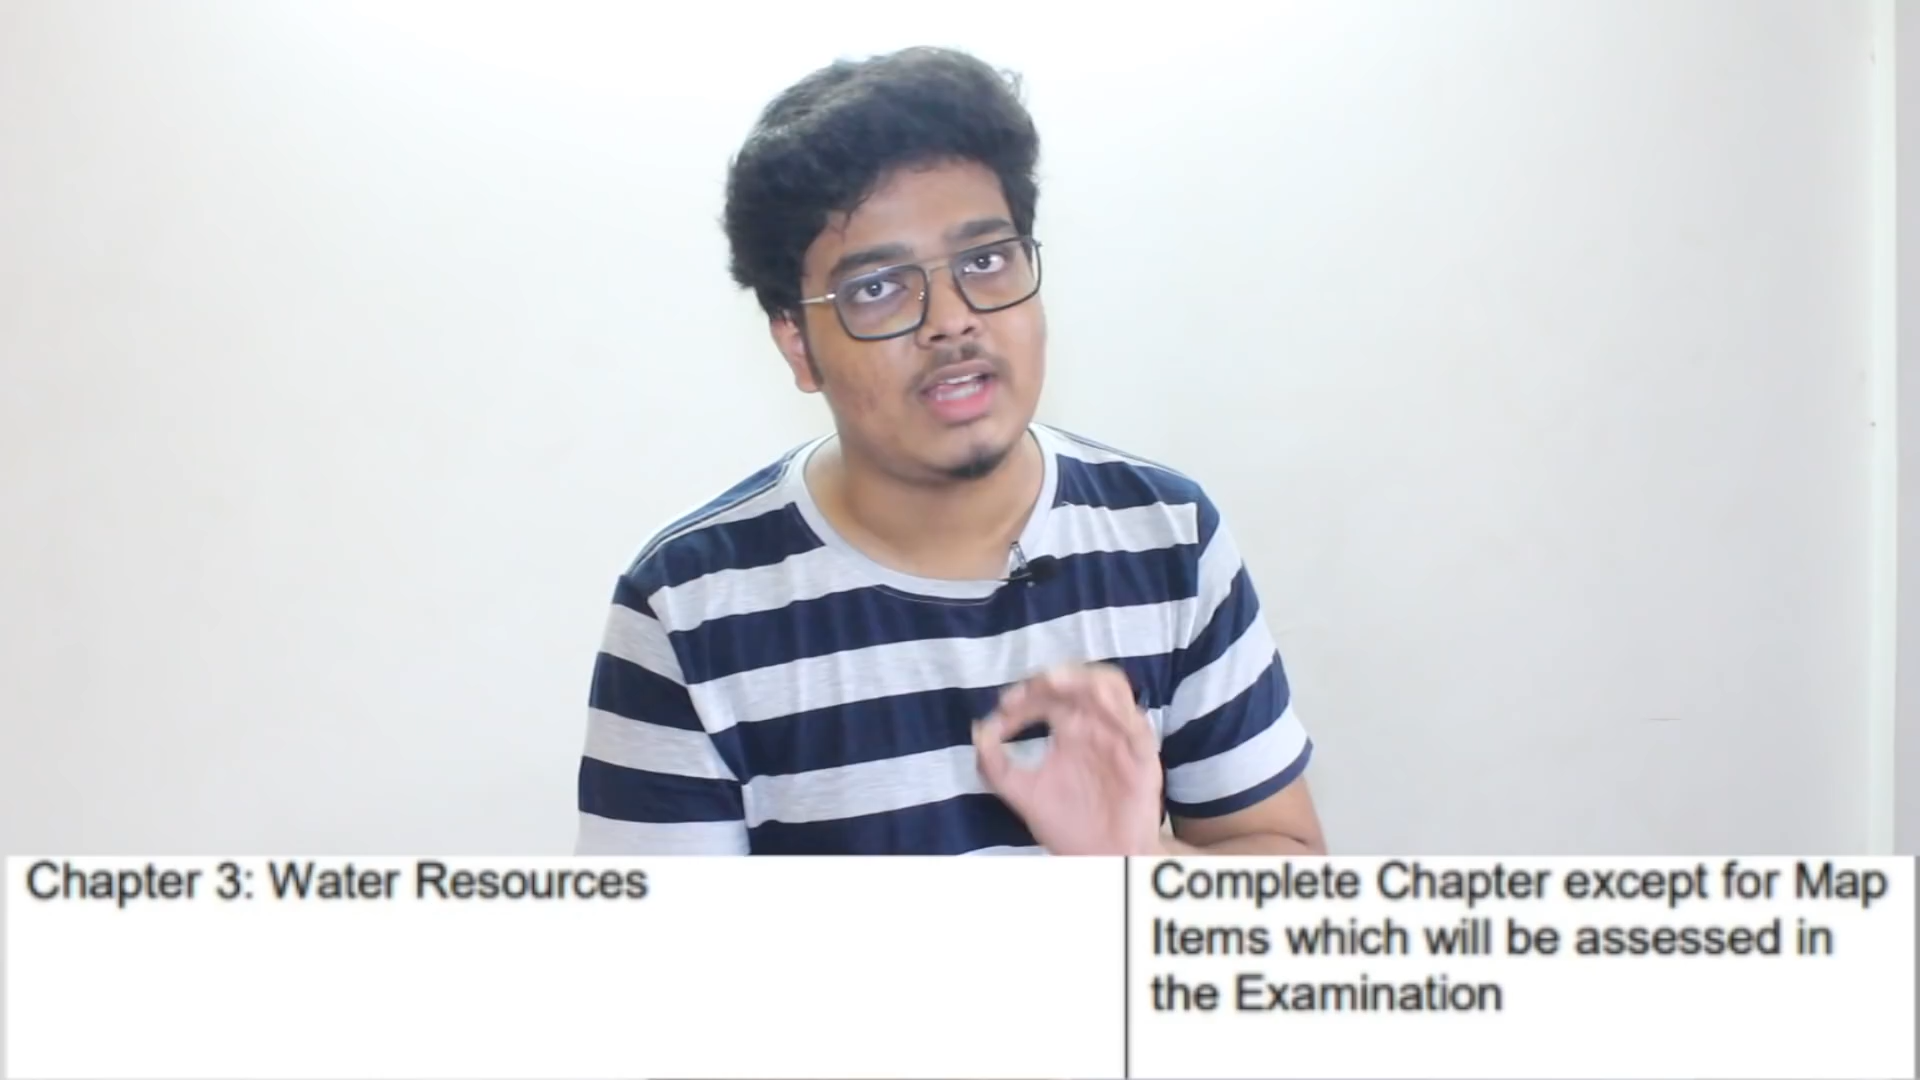 Chapter 3: Water Resources
Complete Chapter except for Map
Items which will be assessed in
the Examination